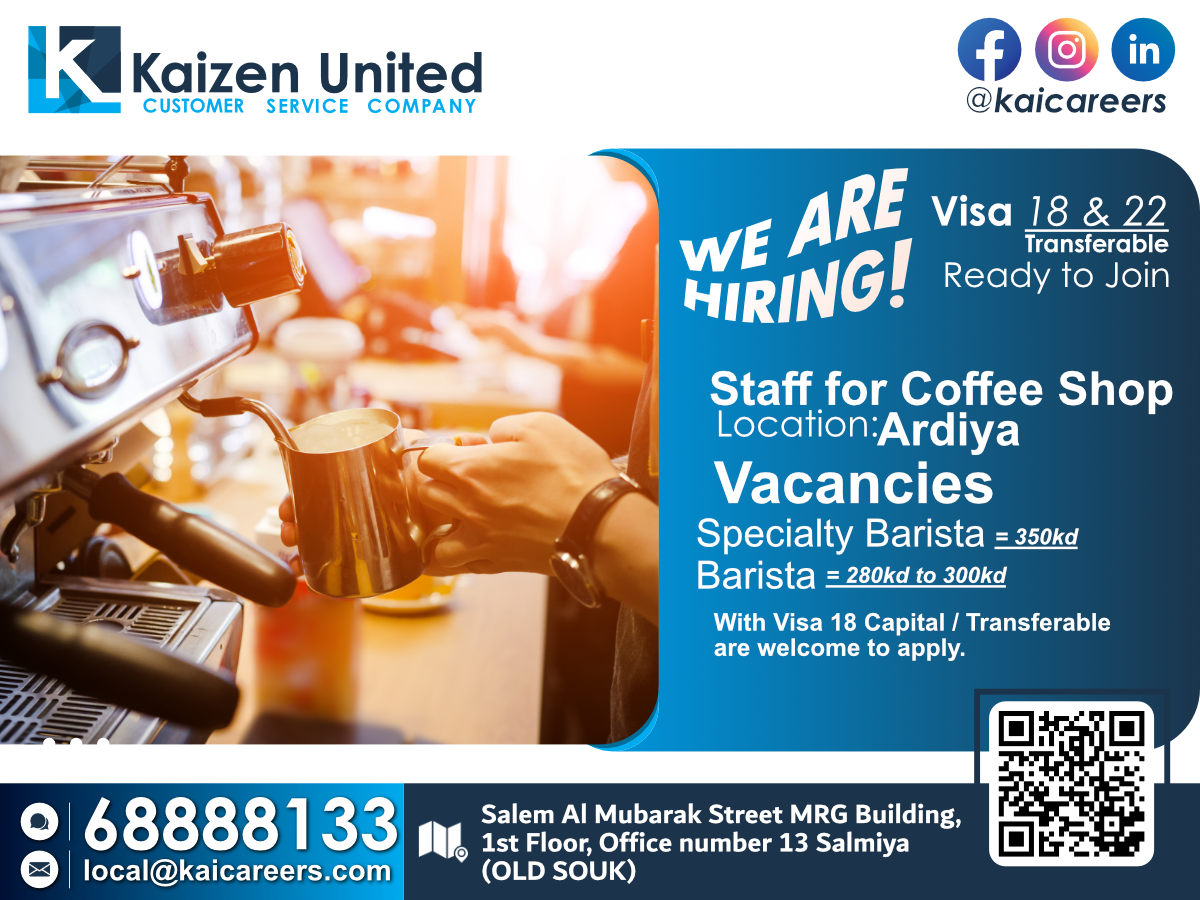 K
Kaizen United
CUSTOMER SERVICE COMPANY
f
in
@kaicareers
WE ARE
HIRING!
Visa 18 & 22
Transferable
Ready to Join
Staff for Coffee Shop
Location:Ardiya
Vacancies
Specialty Barista = 350kd
Barista = 280kd to 300kd
With Visa 18 Capital / Transferable
are welcome to apply.
68888133
local@kaicareers.com
Salem Al Mubarak Street MRG Building,
1st Floor, Office number 13 Salmiya
(OLD SOUK)